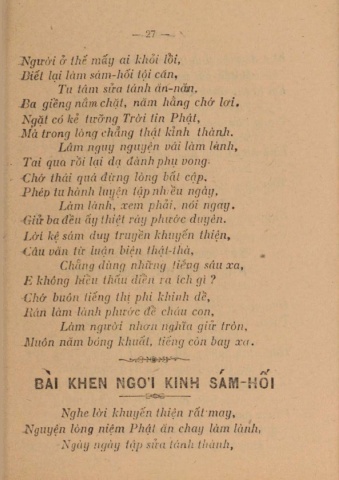 — 27 —
Người ở thế mấy ai khỏi lồi,
Biết lại làm sám-hối tội căn,
Tu tâm sửa tánh ăn-năn,
Ba giềng nắm chặt, năm hằng chớ lơi.
Ngặt có kẻ tưởng Trời tin Phật,
Mà trong lòng chẳng thật kỉnh thành.
Lâm nguy nguyện vái làm lành,
Tai qua rồi lại dạ đành phụ vong.
Chớ thái quá đừng lòng bất cập.
Phép tu hành luyện tập nhiều ngày,
Làm lành, xem phải, nói ngay.
Giữ ba đều ấy thiệt rày phước duyên.
Lời kệ sám duy truyền khuyến thiện,
Câu văn từ luận biện thật-thà,
Chẳng dùng những tiếng sâu xa,
E không hiểu thấu diễn ra ích gì ?
Chớ buôn tiếng thị phi khinh dể,
Rán làm lành phước để cháu con,
Làm người nhơn nghĩa giữ tròn,
Muôn năm bóng khuất, tiếng còn bay xa.
BÀI KHEN NGỢI KINH SÁM-HỐI
Nghe lời khuyến thiện rất may,
Nguyện lòng niệm Phật ăn chay làm lành,
Ngày ngày tập sửa tánh thành,